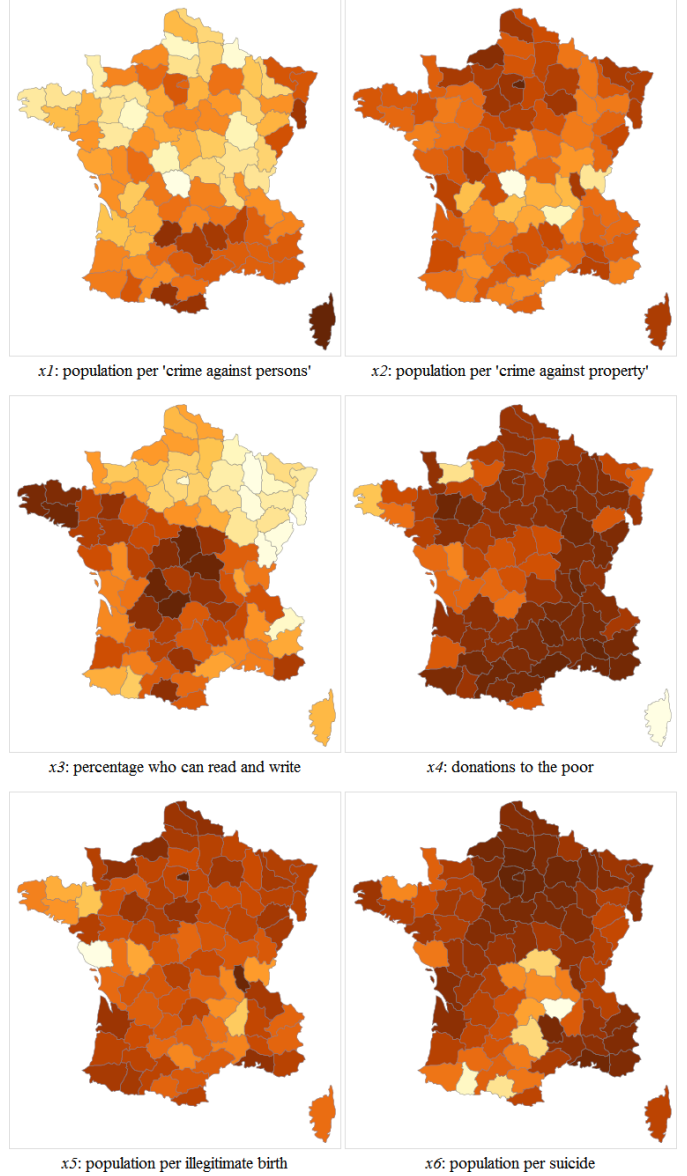 x1: population per 'crime against persons'
x2: population per 'crime against property'
x3: percentage who can read and write
x4: donations to the poor
x5: population per illegitimate birth
x6: population per suicide